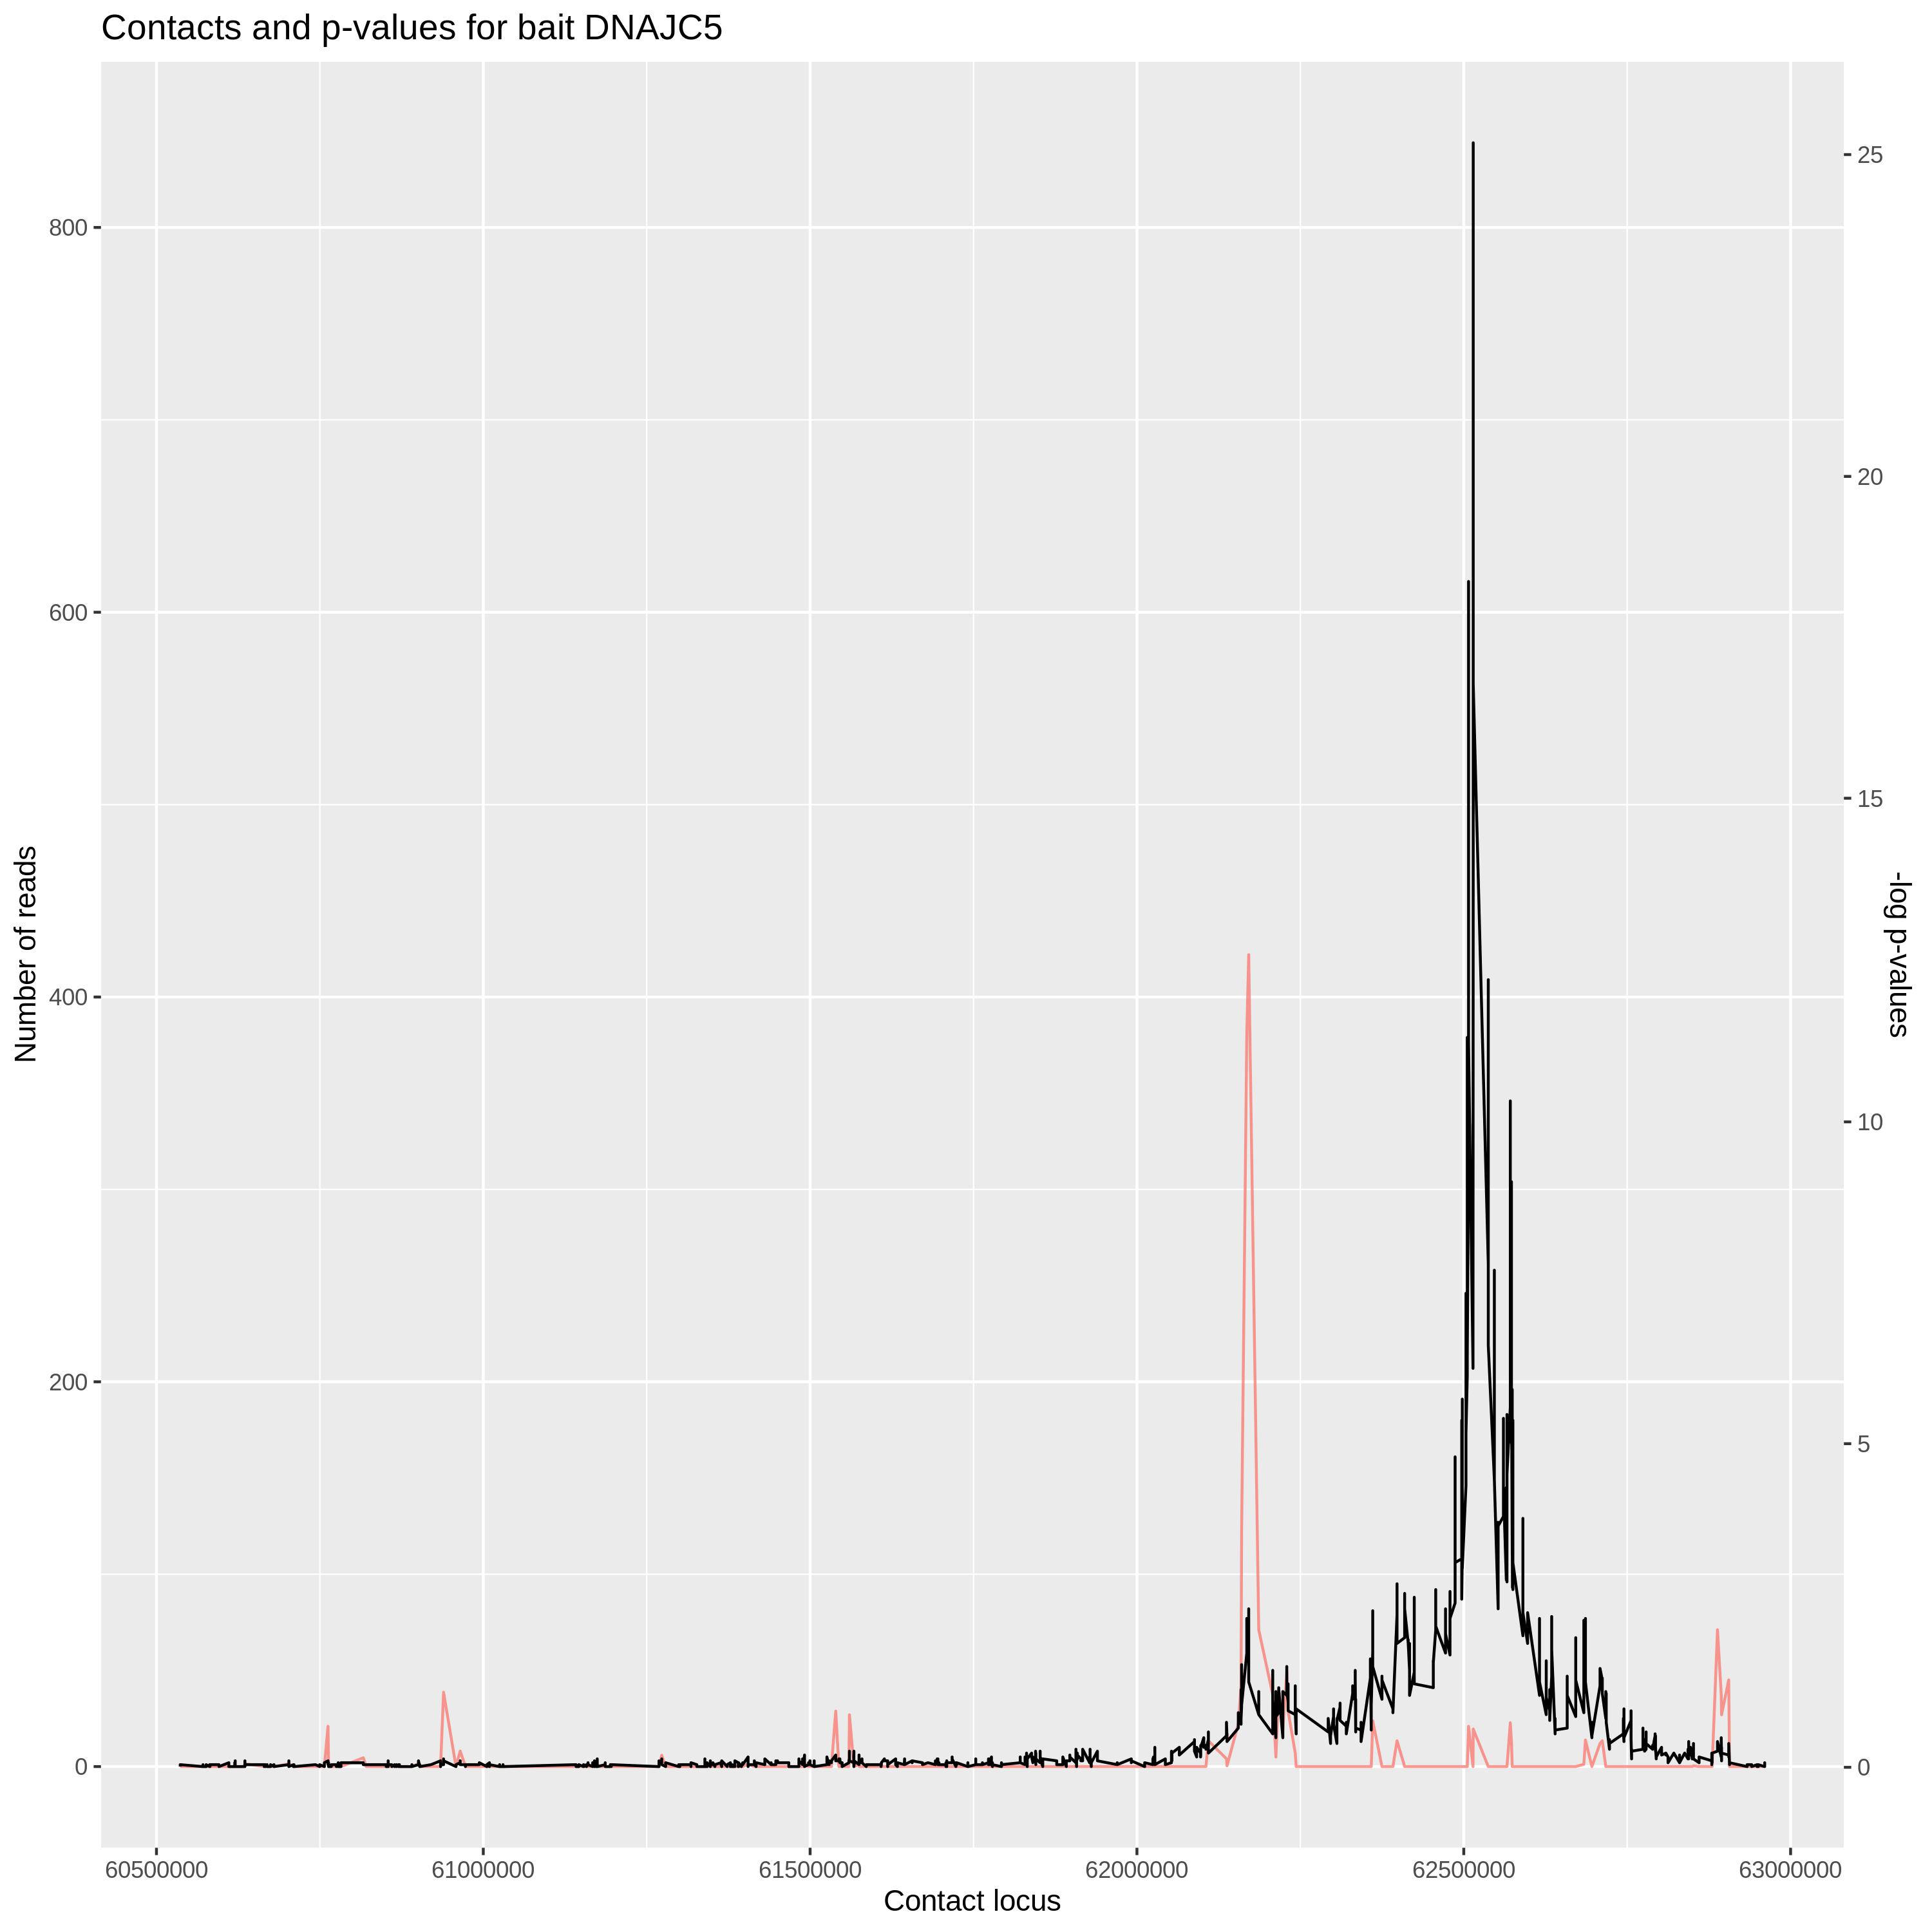 Contacts and p-values for bait DNAJC5
Number of reads
800
600
400
200
0
25
20
15
10
5
0
-log p-values
60500000 61000000 61500000 62000000 62500000 63000000
Contact locus